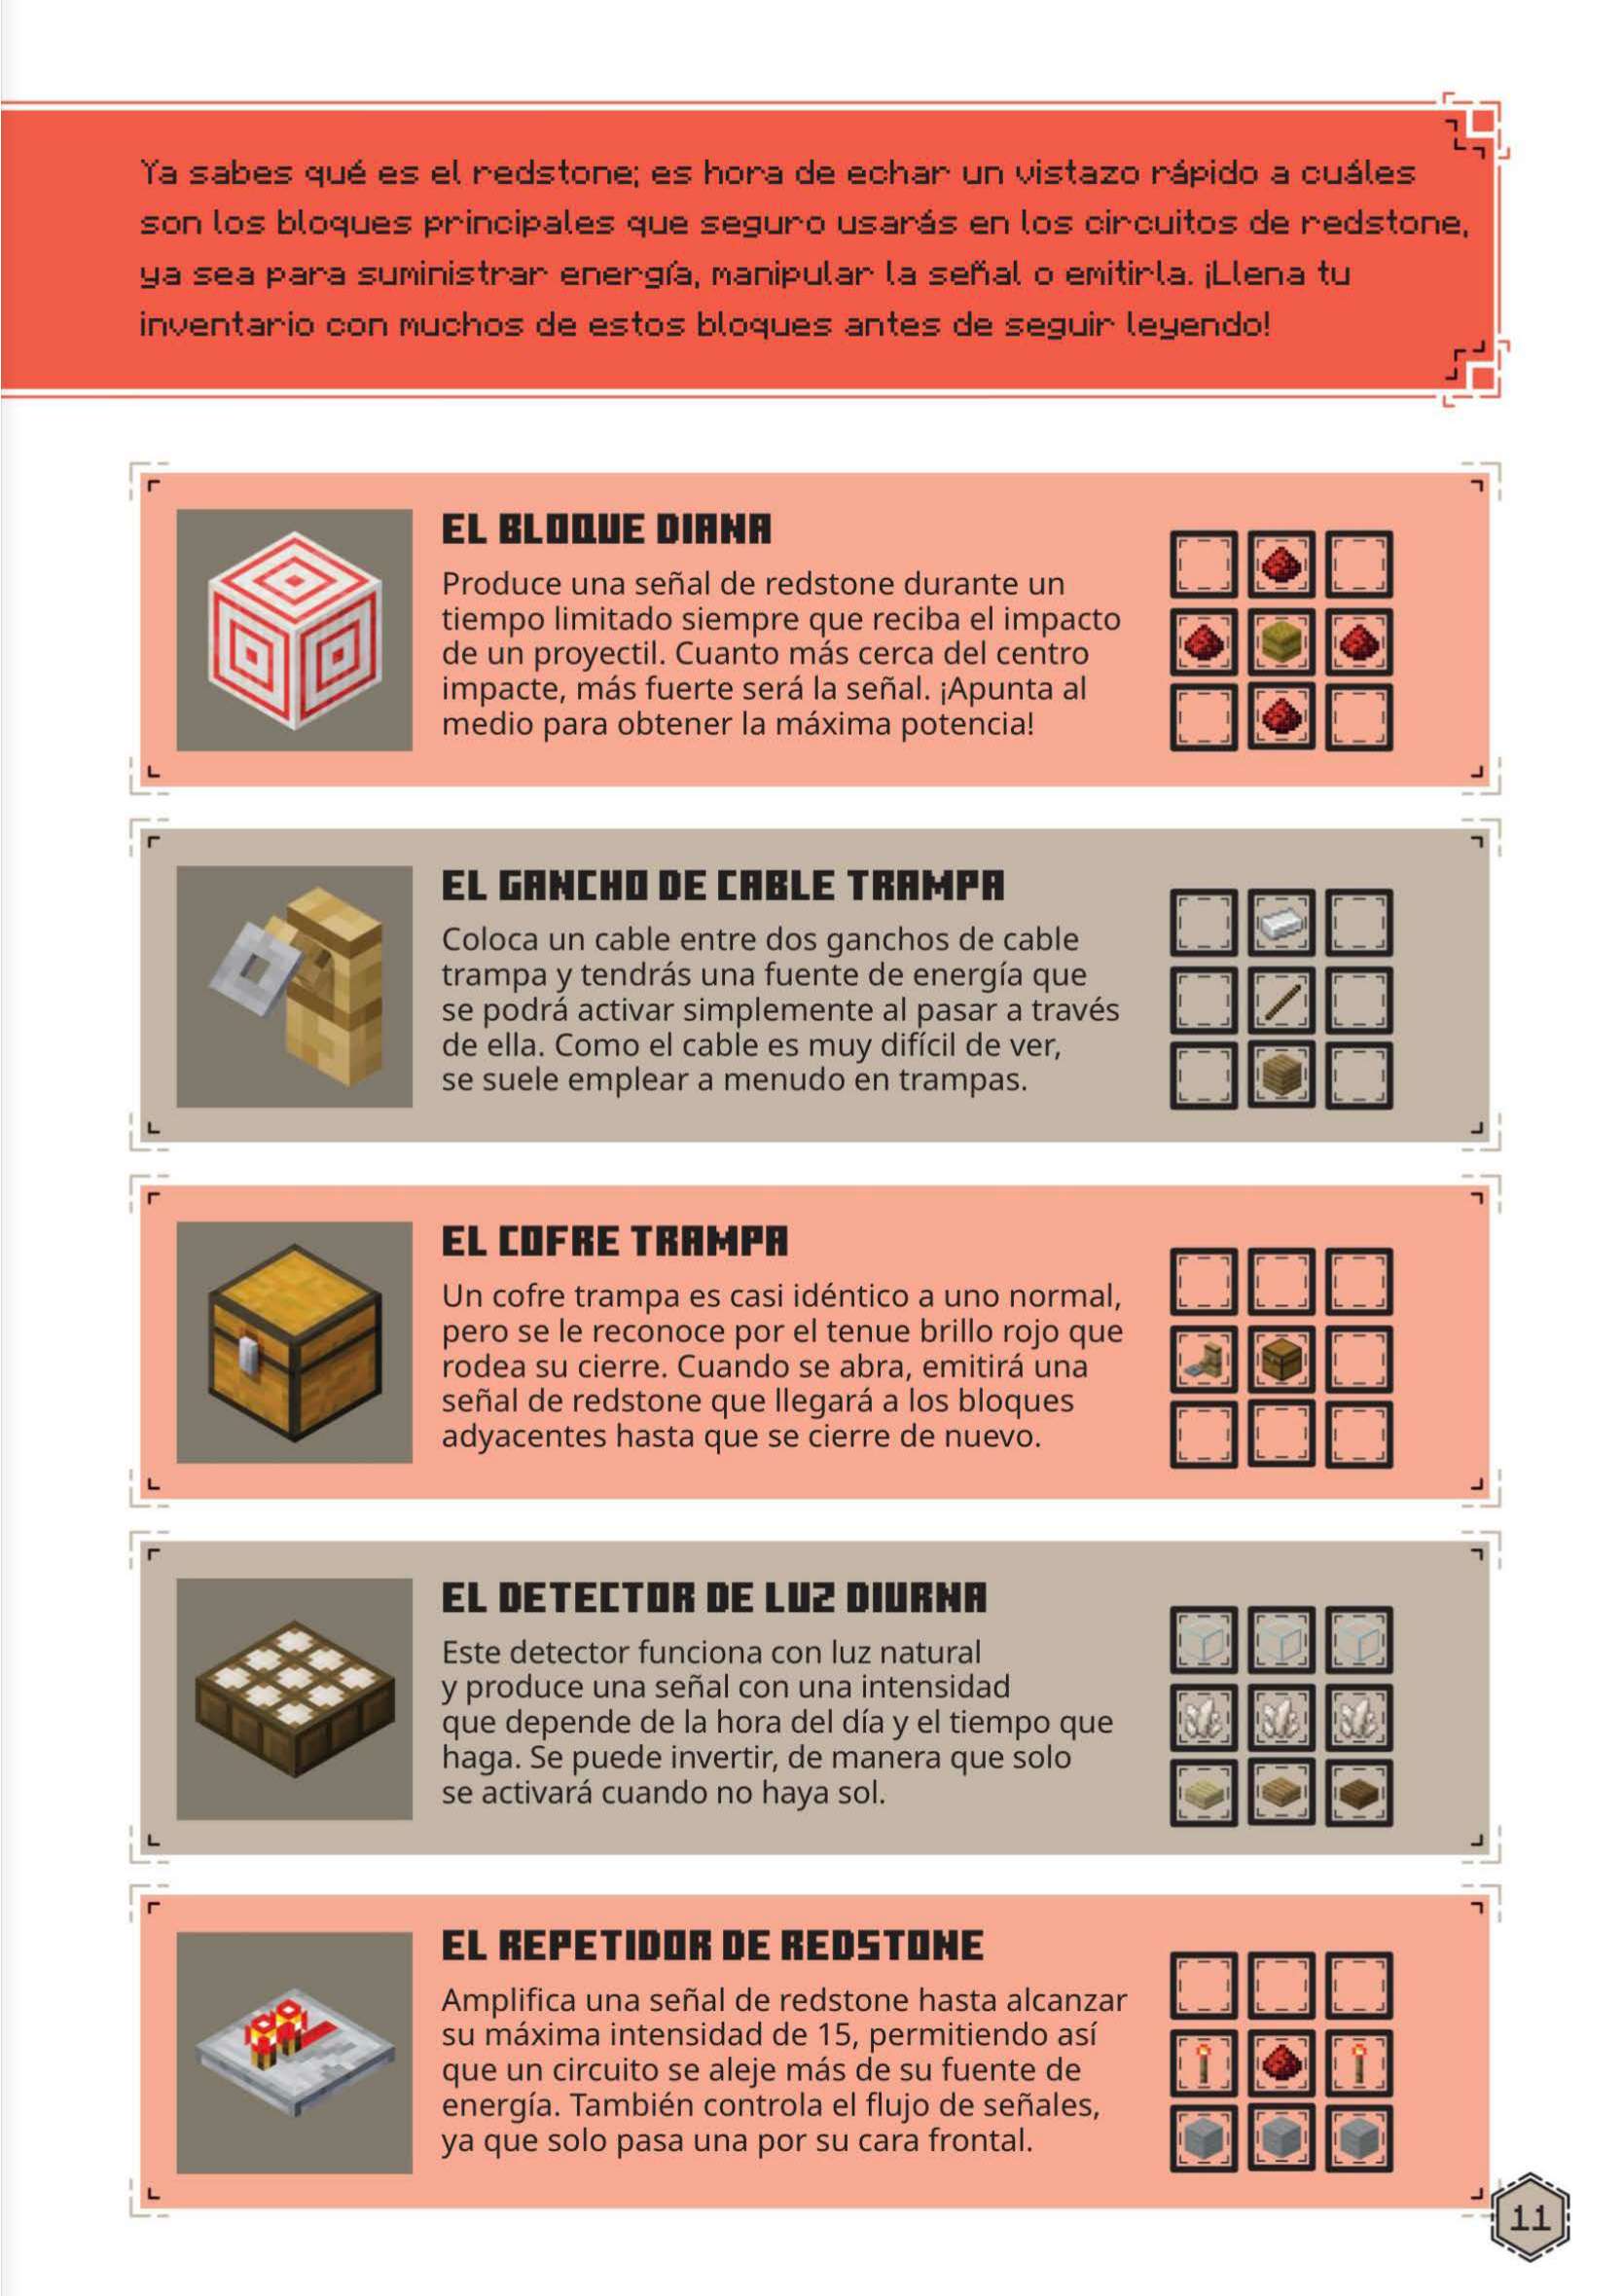 Ya sabes qué es el redstone; es hora de echar un vistazo rápido a cuáles
son los bloques principales que seguro usarás en los circuitos de redstone,
ya sea para suministrar energía, manipular la señal o emitirla. ¡Llena tu
inventario con muchos de estos bloques antes de seguir leyendo!
EL BLOQUE DIANA
Produce una señal de redstone durante un
tiempo limitado siempre que reciba el impacto
de un proyectil. Cuanto más cerca del centro
impacte, más fuerte será la señal. ¡Apunta al
medio para obtener la máxima potencia!
EL GANCHO DE CABLE TRAMPA
Coloca un cable entre dos ganchos de cable
trampa y tendrás una fuente de energía que
se podrá activar simplemente al pasar a través
de ella. Como el cable es muy difícil de ver,
se suele emplear a menudo en trampas.
EL COFRE TRAMPA
Un cofre trampa es casi idéntico a uno normal,
pero se le reconoce por el tenue brillo rojo que
rodea su cierre. Cuando se abra, emitirá una
señal de redstone que llegará a los bloques
adyacentes hasta que se cierre de nuevo.
EL DETECTOR DE LUZ DIURNA
Este detector funciona con luz natural
y produce una señal con una intensidad
que depende de la hora del día y el tiempo que
haga. Se puede invertir, de manera que solo
se activará cuando no haya sol.
EL REPETIDOR DE REDSTONE
Amplifica una señal de redstone hasta alcanzar
su máxima intensidad de 15, permitiendo así
que un circuito se aleje más de su fuente de
energía. También controla el flujo de señales,
ya que solo pasa una por su cara frontal.
11